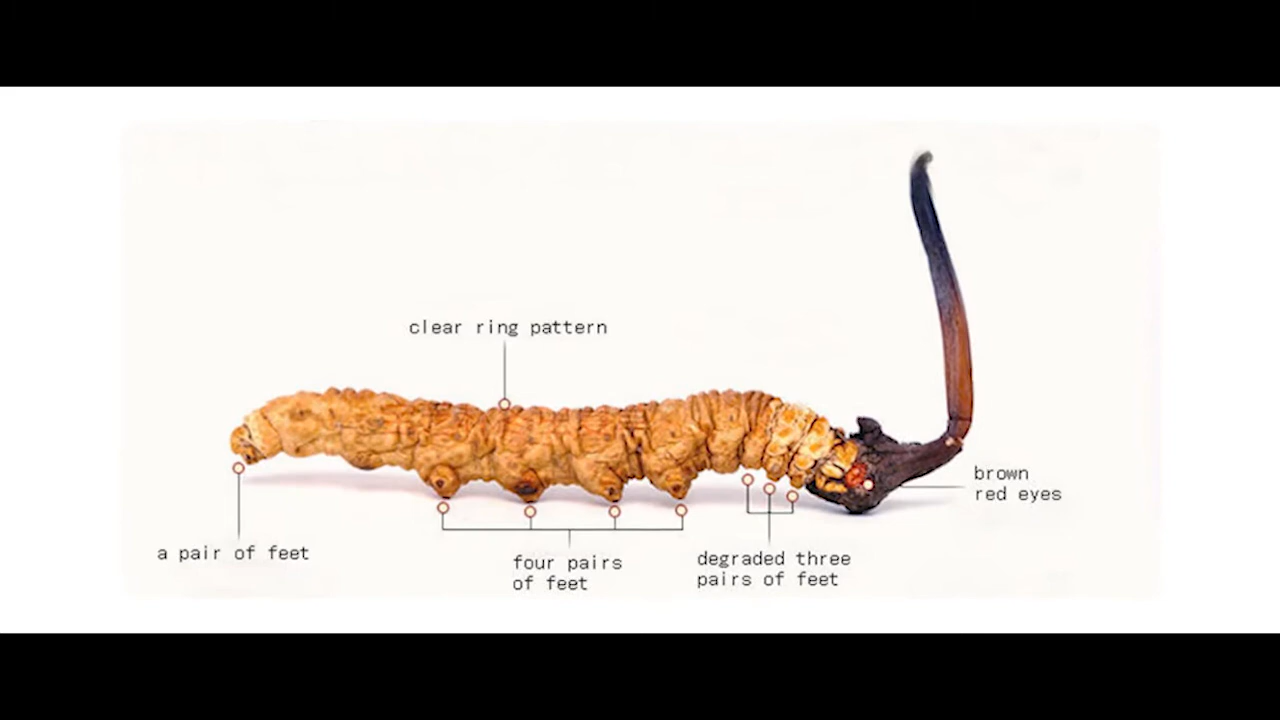 clear ring pattern
brown
red eyes
a pair of feet
four pairs
of feet
degraded three
pairs of feet